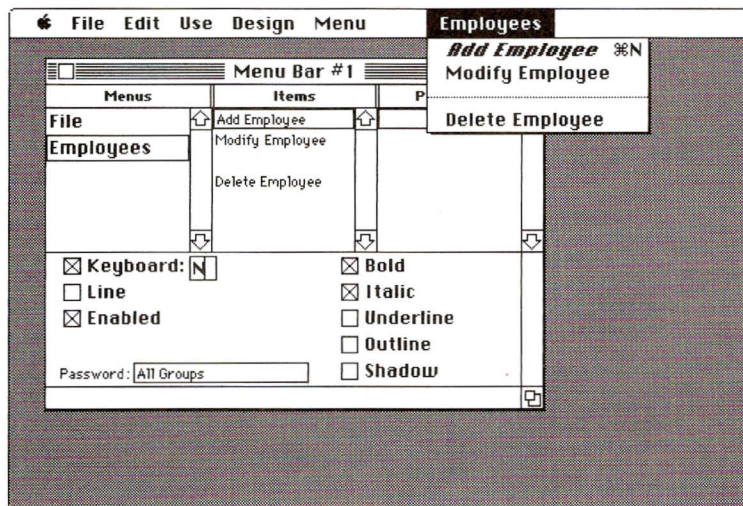 File Edit Use Design Menu Employees
Add Employee ⌘N
Modify Employee
Delete Employee
Menu Bar #1
Menus Items P
File
Employees
Add Employee
Modify Employee
Delete Employee
Keyboard: N
Line
Enabled
Bold
Italic
Underline
Outline
Shadow
Password: All Groups